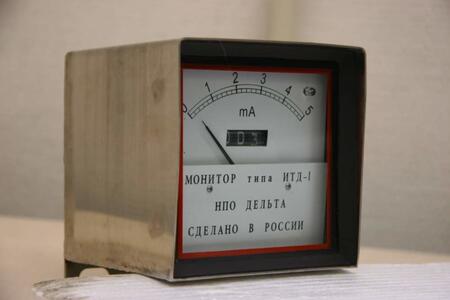 0 1 2 3 4 5
mA
МОНИТОР типа ИТД-1
НПО ДЕЛЬТА
СДЕЛАНО В РОССИИ